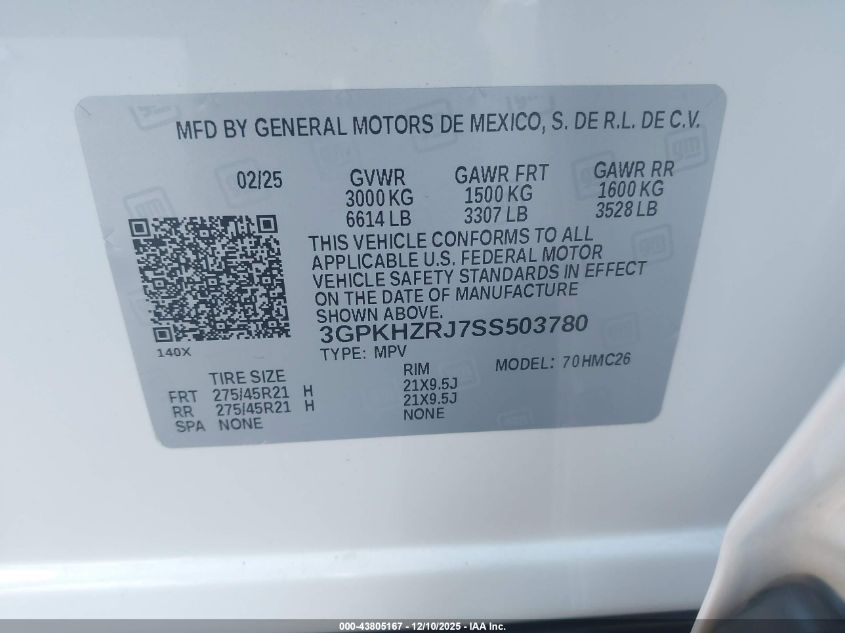 MFD BY GENERAL MOTORS DE MEXICO, S. DE R.L. DE C.V.
02/25 GVWR GAWR FRT GAWR RR
3000 KG 1500 KG 1600 KG
6614 LB 3307 LB 3528 LB
THIS VEHICLE CONFORMS TO ALL
APPLICABLE U.S. FEDERAL MOTOR
VEHICLE SAFETY STANDARDS IN EFFECT
ON THE DATE OF MANUFACTURE
SHOWN ABOVE.
3GPKHZRJ7SS503780
140X
TYPE: MPV MODEL: 70HMC26
TIRE SIZE RIM
FRT 275/45R21 H 21X9.5J
RR 275/45R21 H 21X9.5J
SPA NONE NONE
000-43805167 - 12/10/2025 - IAA Inc.